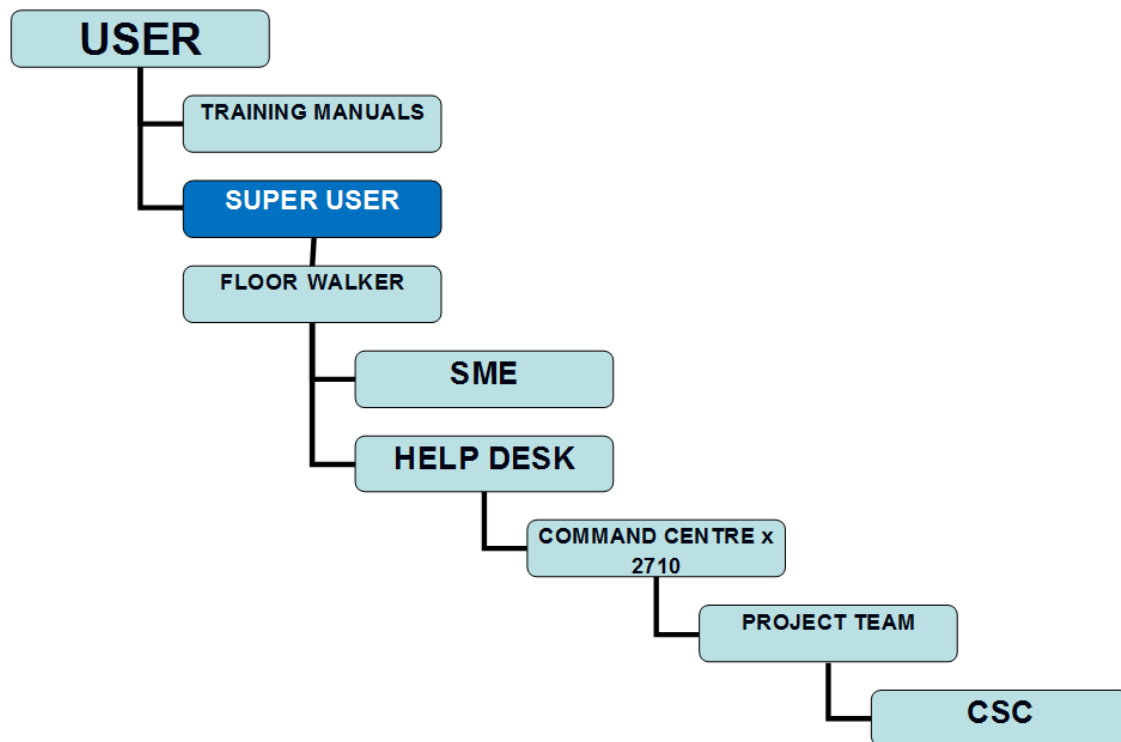 USER
TRAINING MANUALS
SUPER USER
FLOOR WALKER
SME
HELP DESK
COMMAND CENTRE x
2710
PROJECT TEAM
CSC